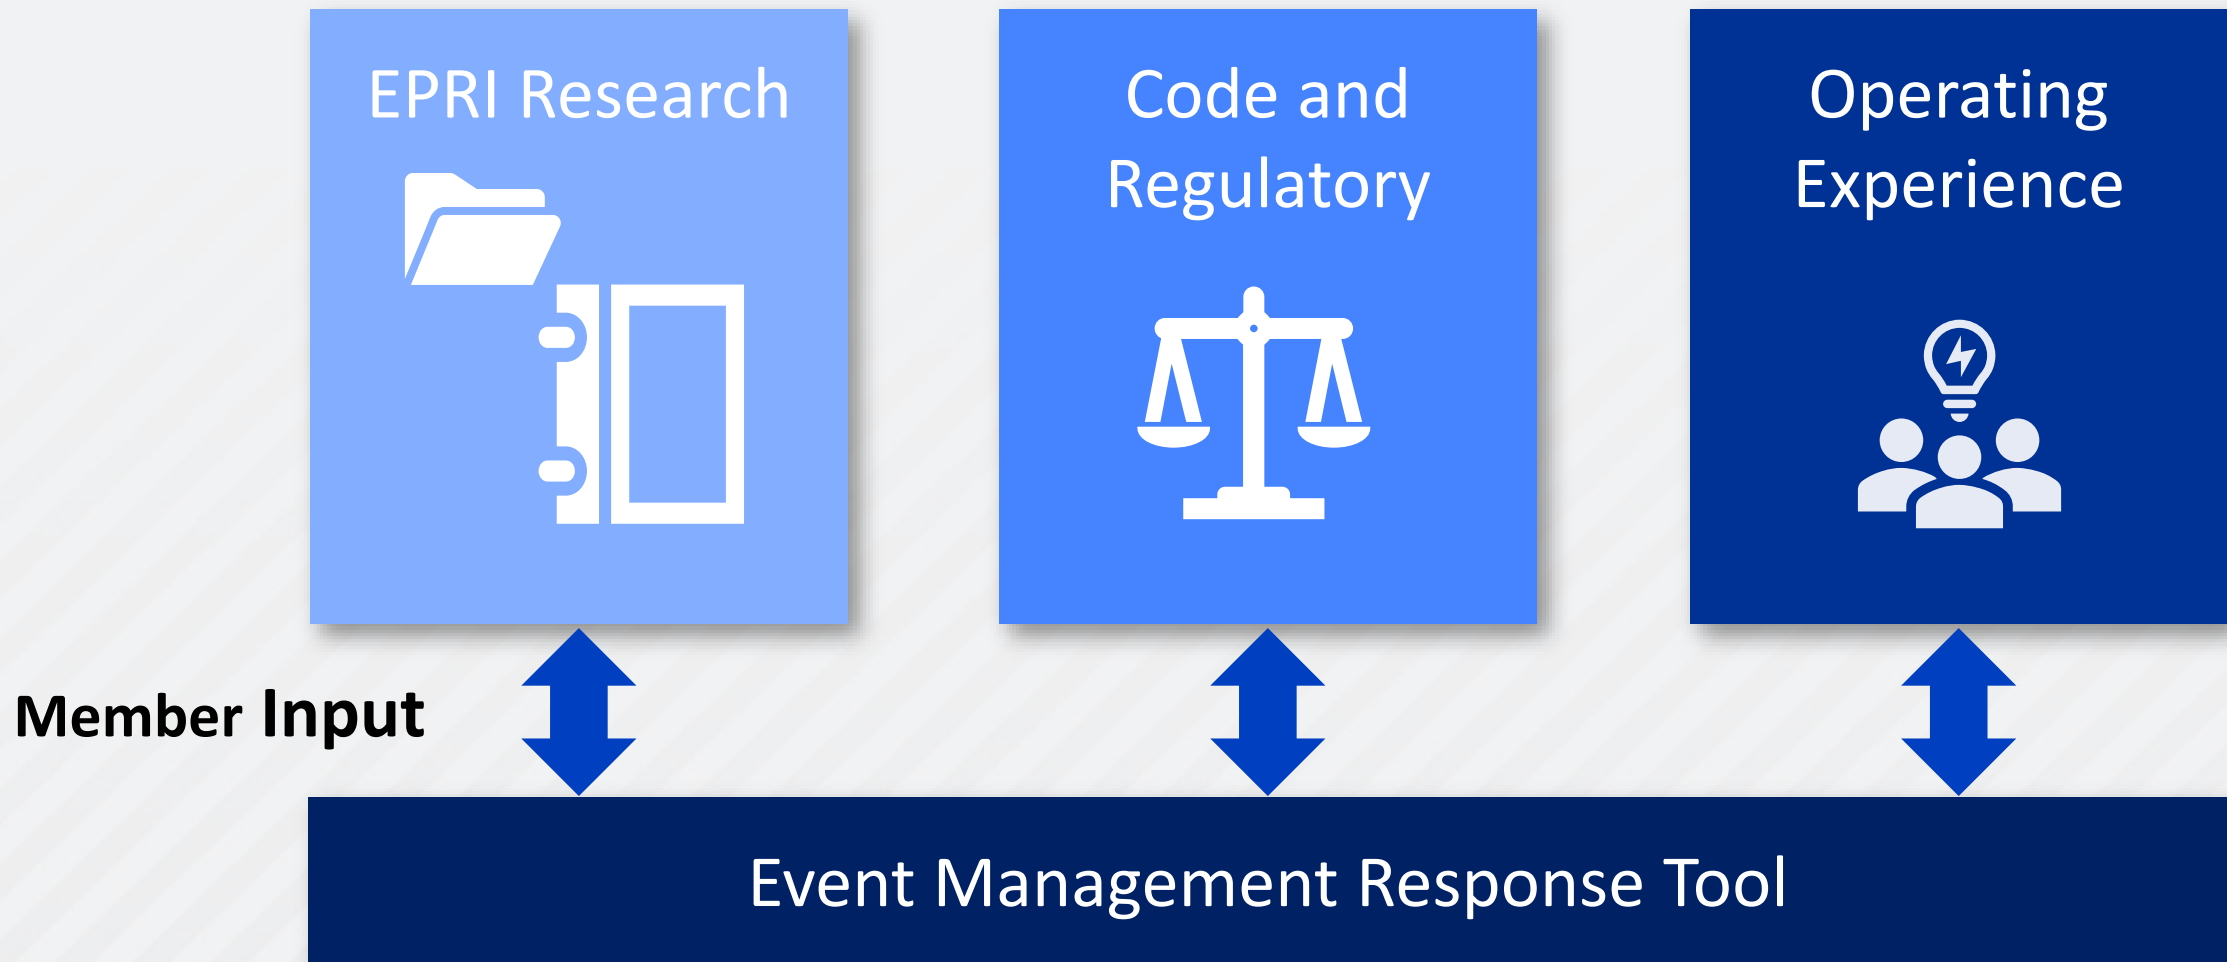 EPRI Research
Code and
Regulatory
Operating
Experience
Member Input
Event Management Response Tool